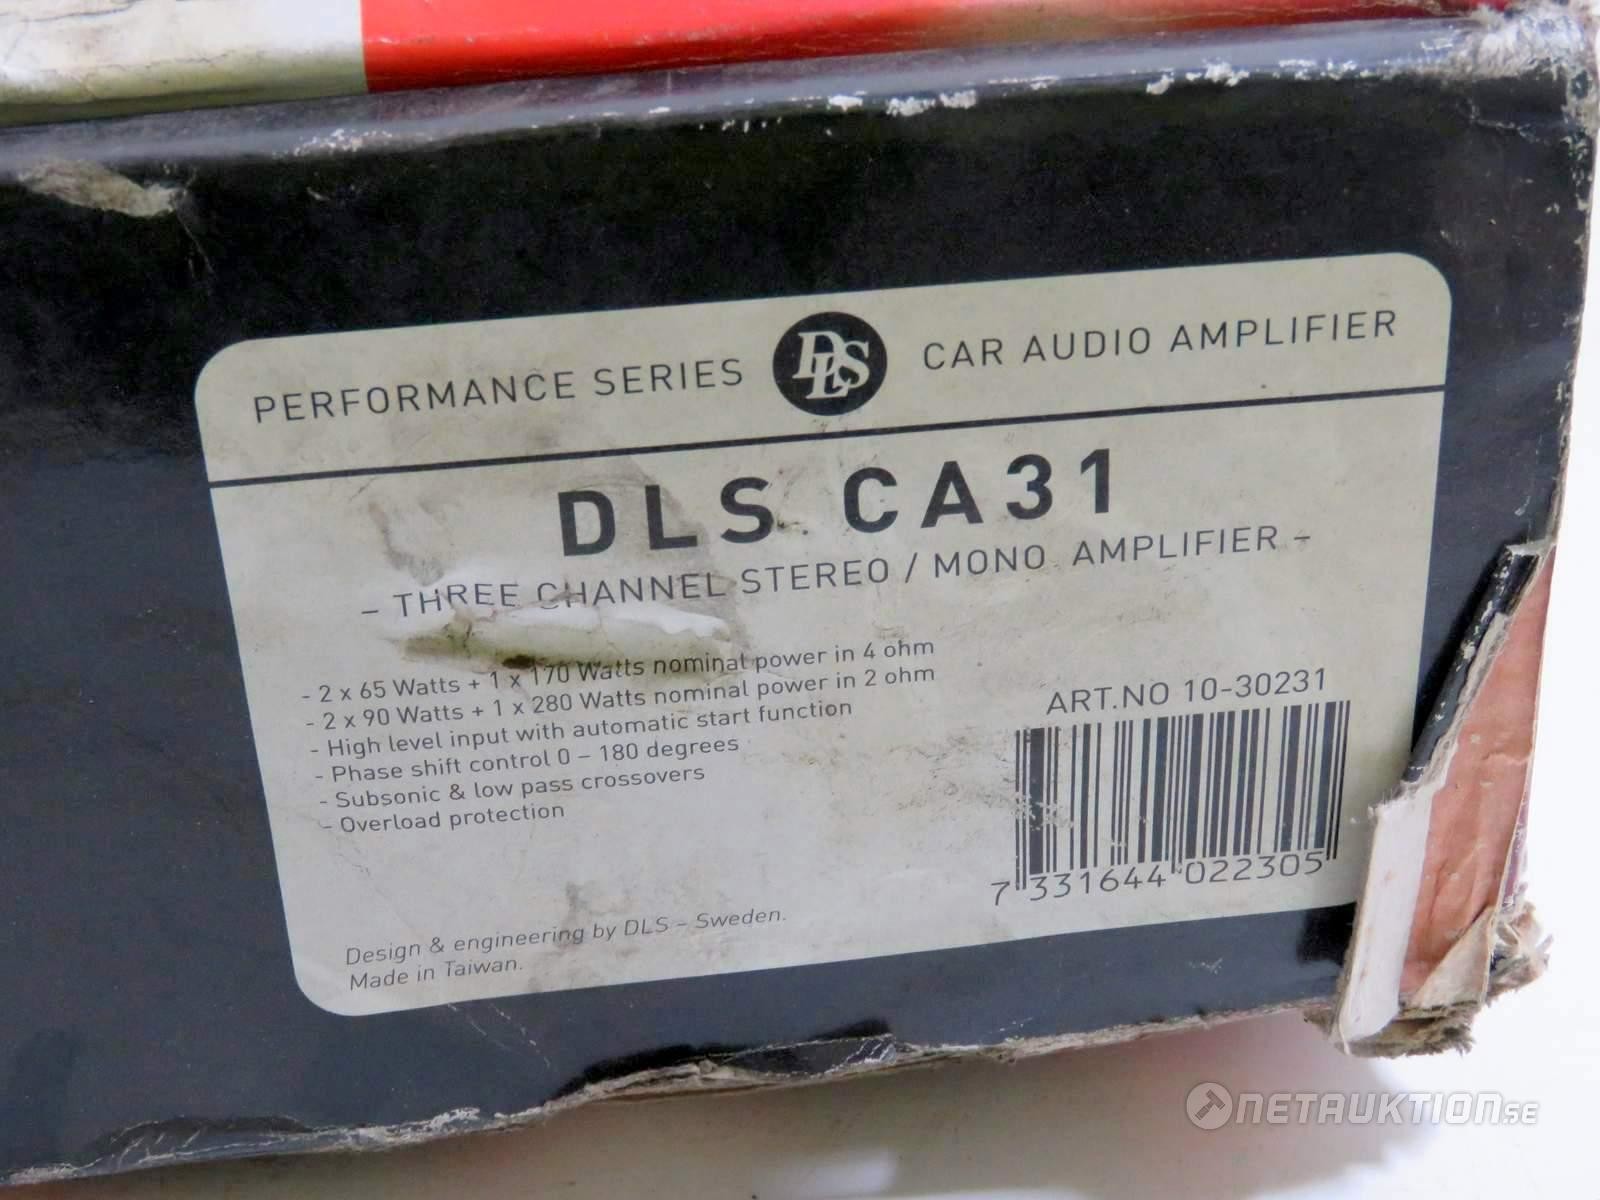 PERFORMANCE SERIES DLS CAR AUDIO AMPLIFIER
DLS CA31
– THREE CHANNEL STEREO / MONO AMPLIFIER –
- 2 x 65 Watts + 1 x 170 Watts nominal power in 4 ohm
- 2 x 90 Watts + 1 x 280 Watts nominal power in 2 ohm
- High level input with automatic start function
- Phase shift control 0 – 180 degrees
- Subsonic & low pass crossovers
- Overload protection
ART.NO 10-30231
7 331644 022305
Design & engineering by DLS – Sweden.
Made in Taiwan.
NETAUKTION.SE